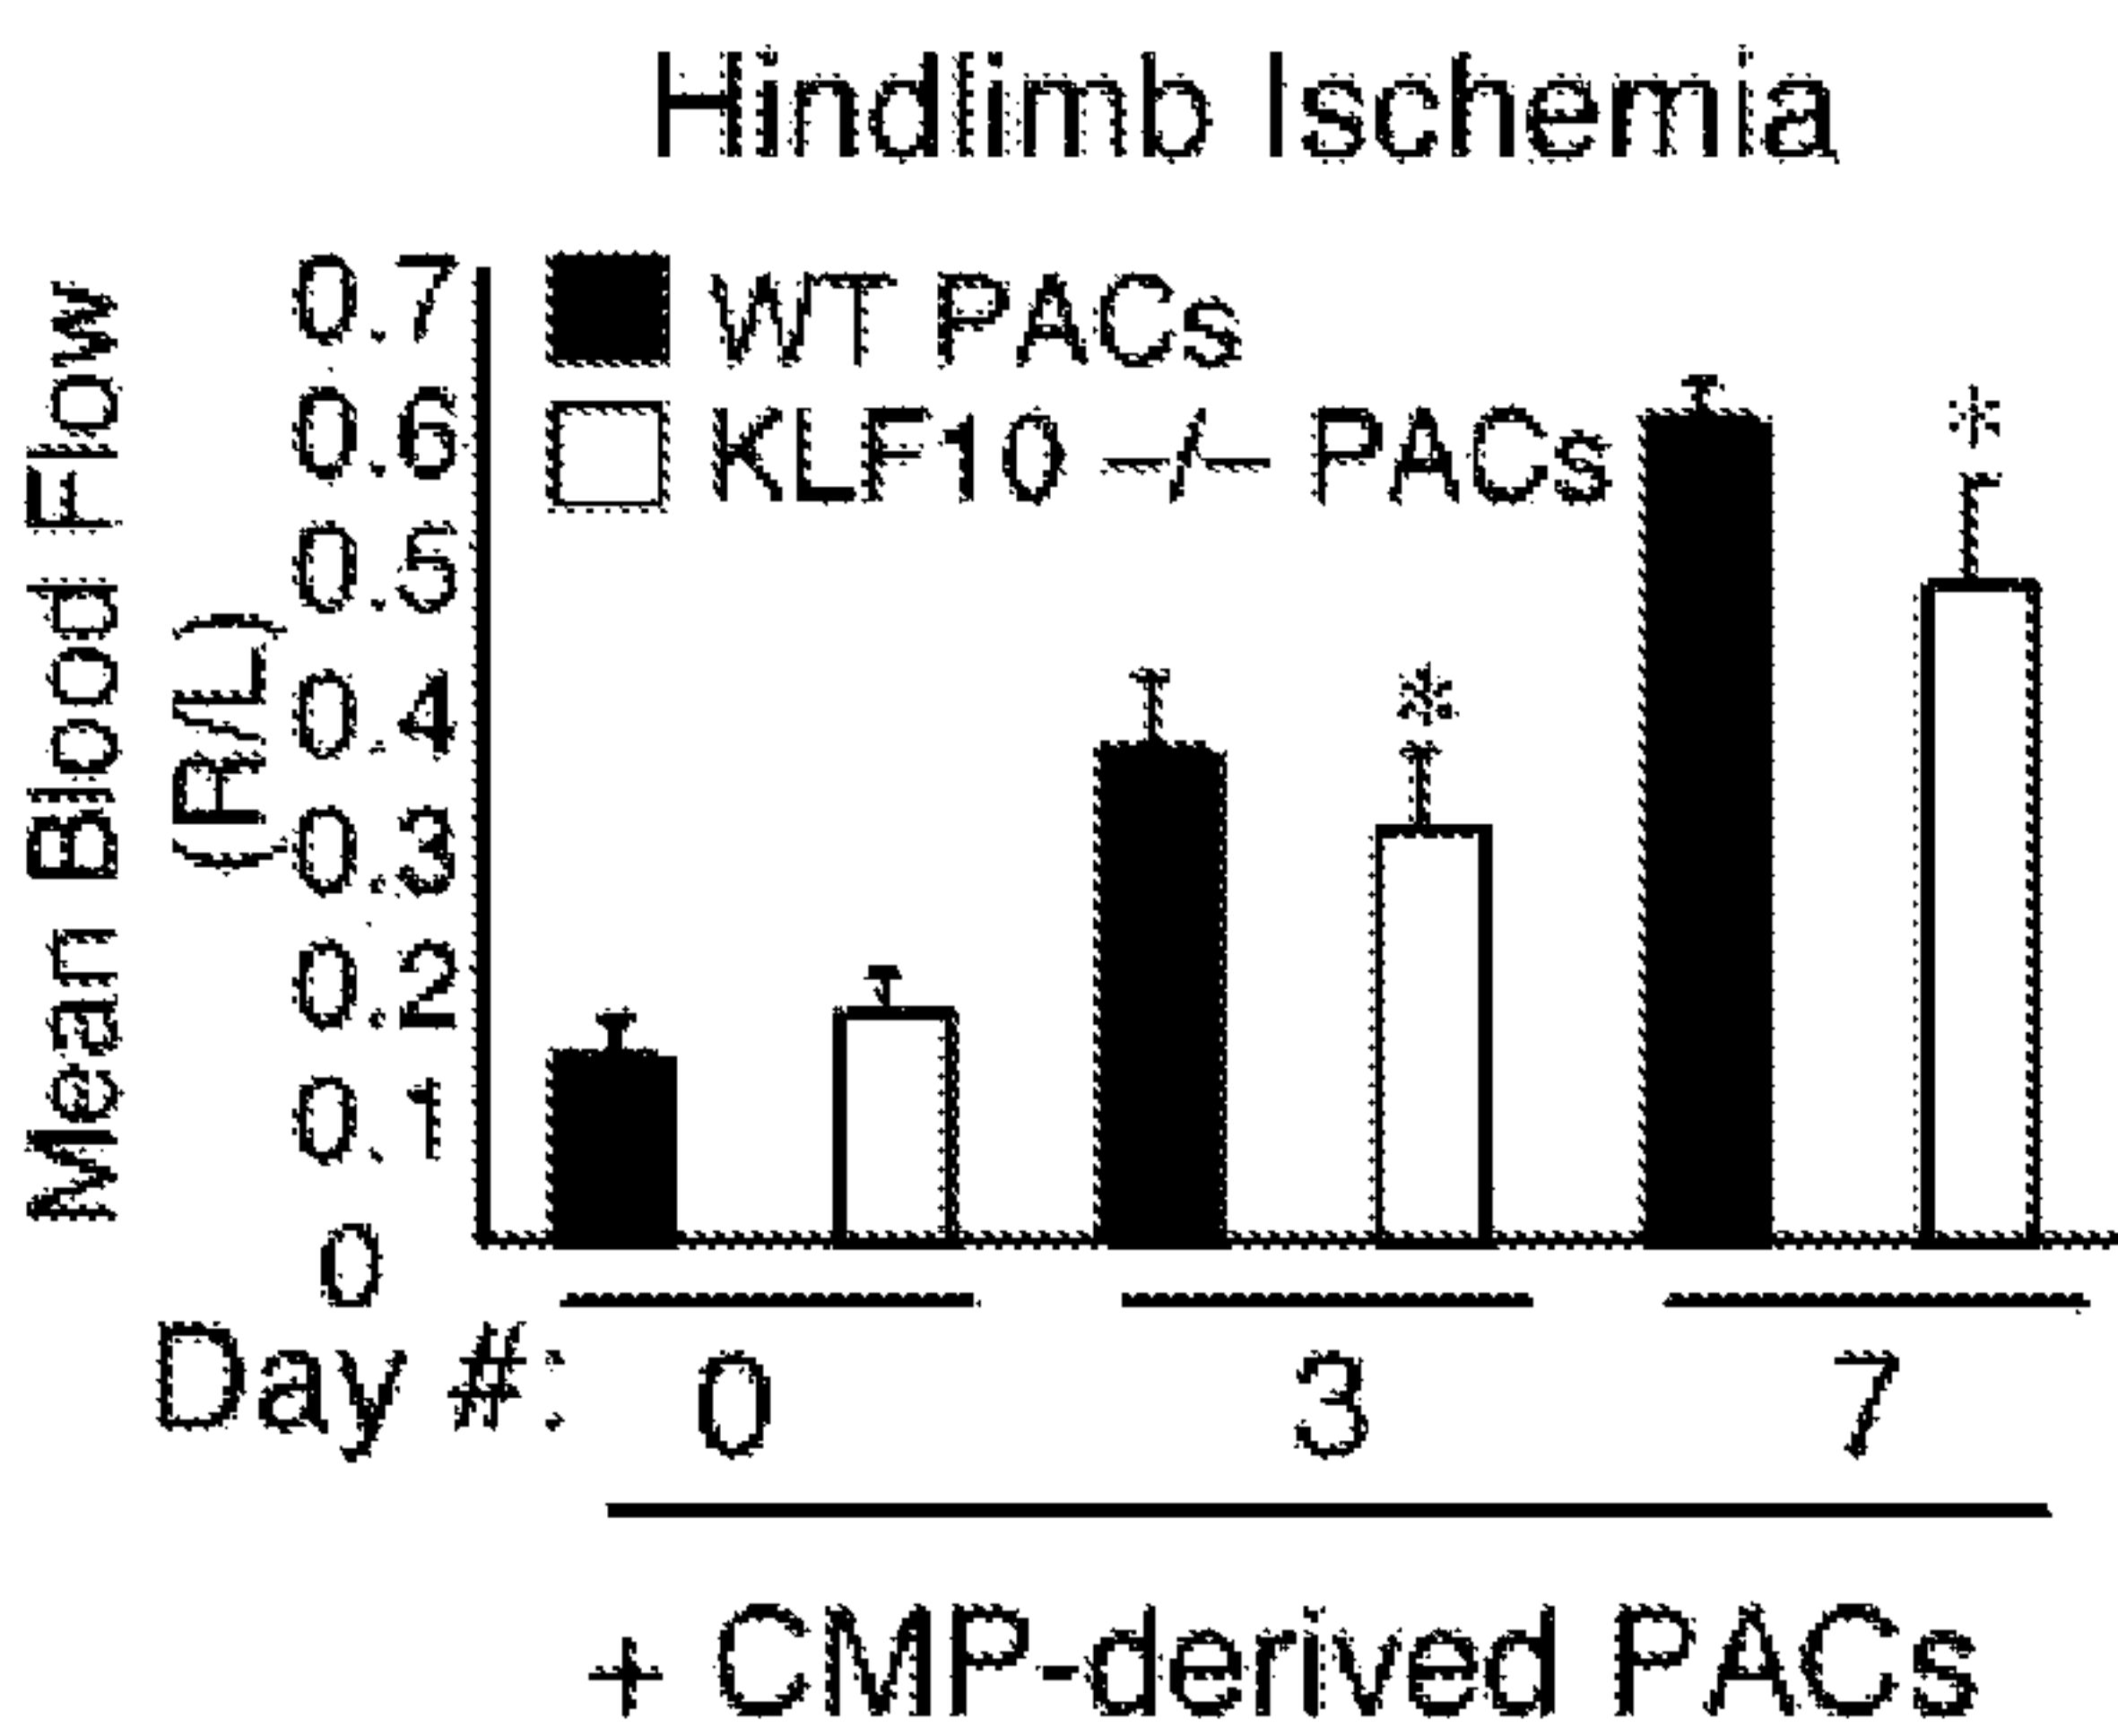 Hindlimb Ischemia
Mean Blood Flow
(R/L)
0.7
0.6
0.5
0.4
0.3
0.2
0.1
0
WT PACs
KLF10 –/– PACs
*
*
Day #: 0 3 7
+ CMP-derived PACs